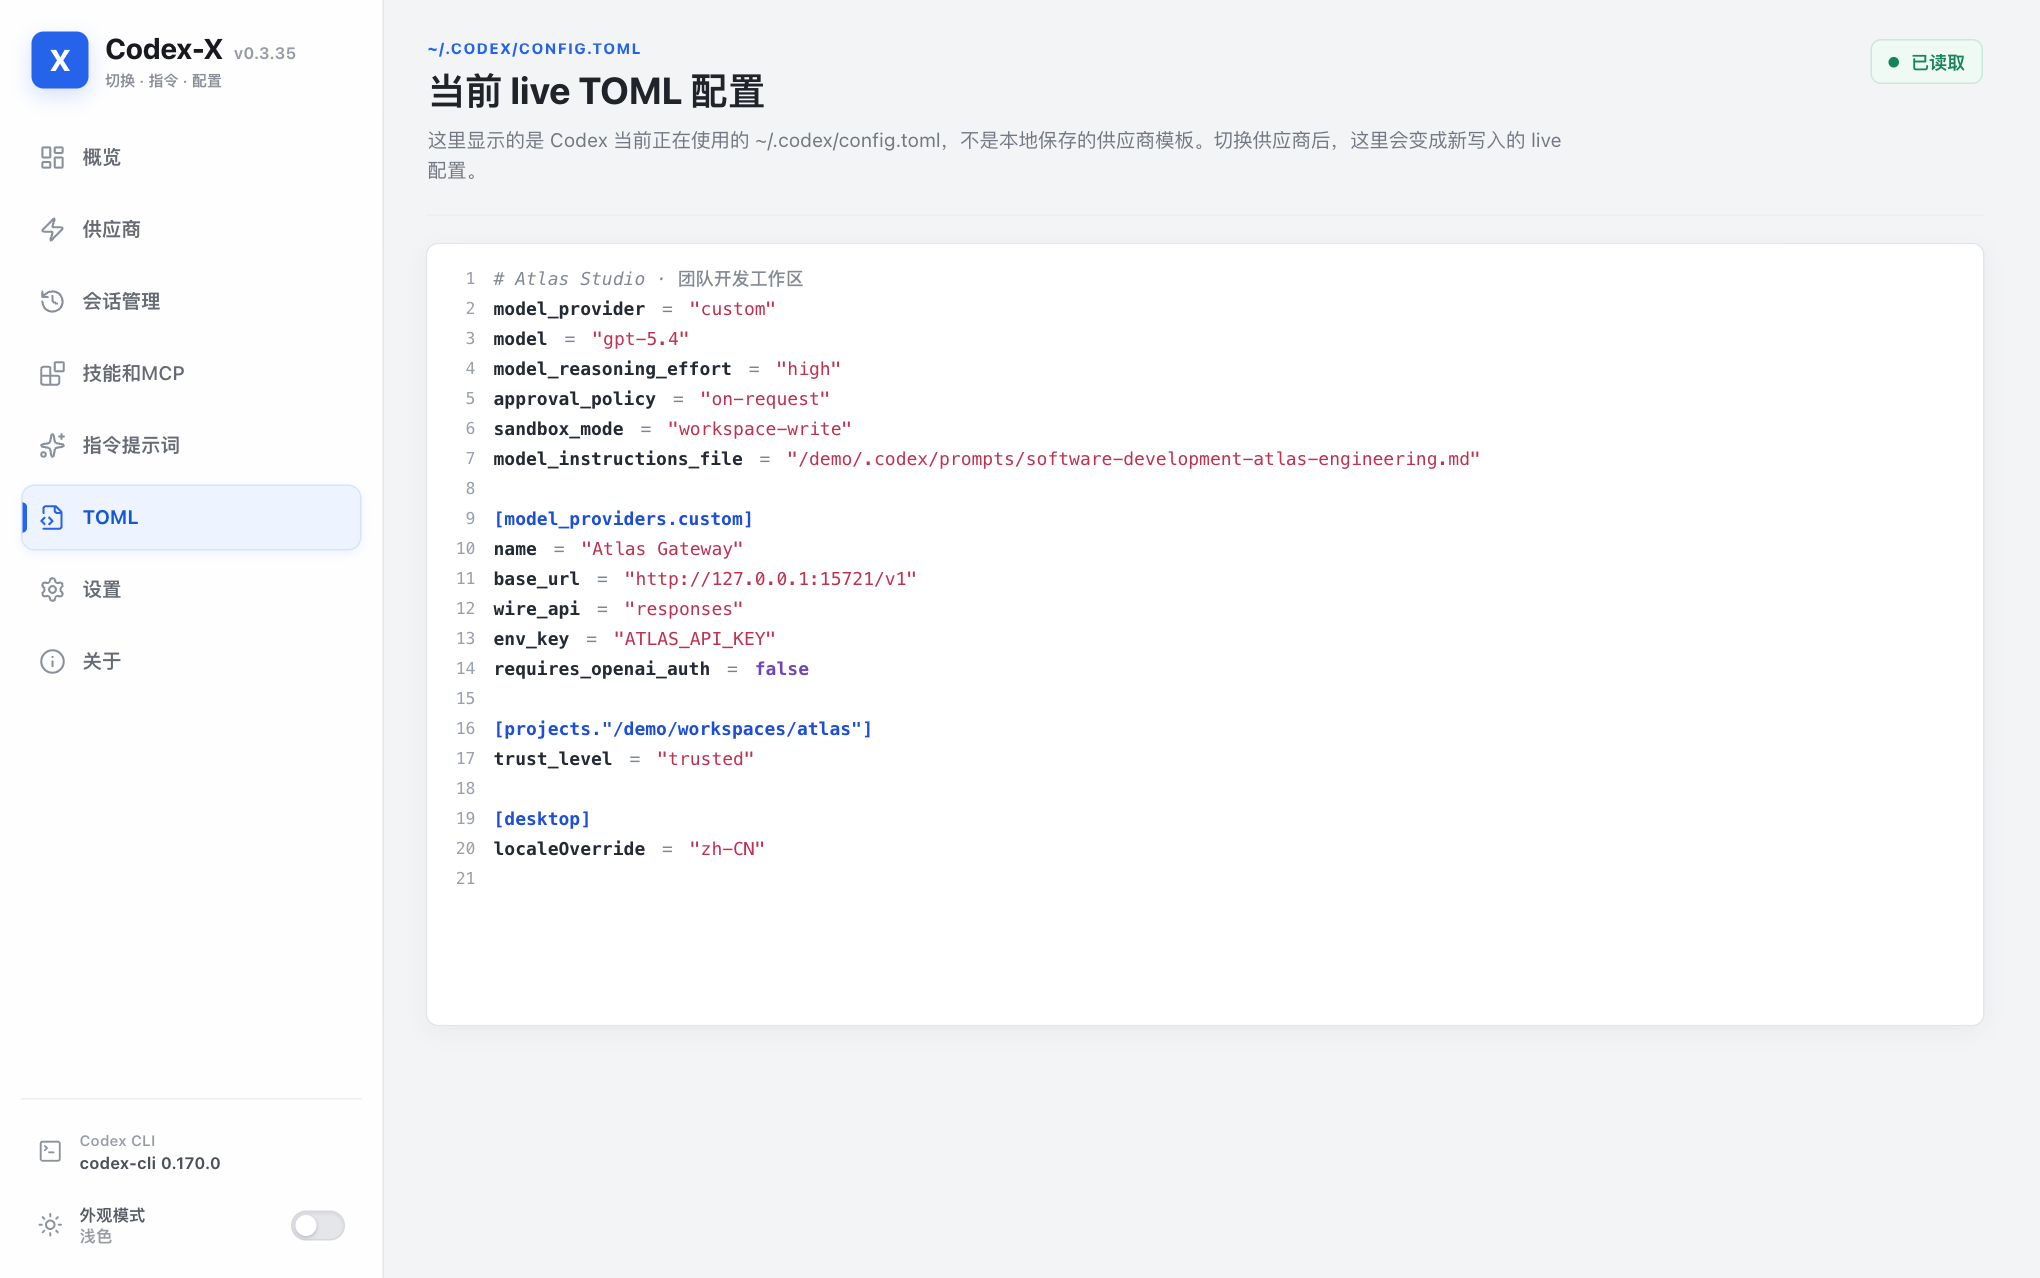 X
Codex-X v0.3.35
切换 · 指令 · 配置
概览
供应商
会话管理
技能和MCP
指令提示词
TOML
设置
关于
Codex CLI
codex-cli 0.170.0
外观模式
浅色
~/.CODEX/CONFIG.TOML
当前 live TOML 配置
已读取
这里显示的是 Codex 当前正在使用的 ~/.codex/config.toml，不是本地保存的供应商模板。切换供应商后，这里会变成新写入的 live
配置。
1 # Atlas Studio · 团队开发工作区
2 model_provider = "custom"
3 model = "gpt-5.4"
4 model_reasoning_effort = "high"
5 approval_policy = "on-request"
6 sandbox_mode = "workspace-write"
7 model_instructions_file = "/demo/.codex/prompts/software-development-atlas-engineering.md"
8
9 [model_providers.custom]
10 name = "Atlas Gateway"
11 base_url = "http://127.0.0.1:15721/v1"
12 wire_api = "responses"
13 env_key = "ATLAS_API_KEY"
14 requires_openai_auth = false
15
16 [projects."/demo/workspaces/atlas"]
17 trust_level = "trusted"
18
19 [desktop]
20 localeOverride = "zh-CN"
21